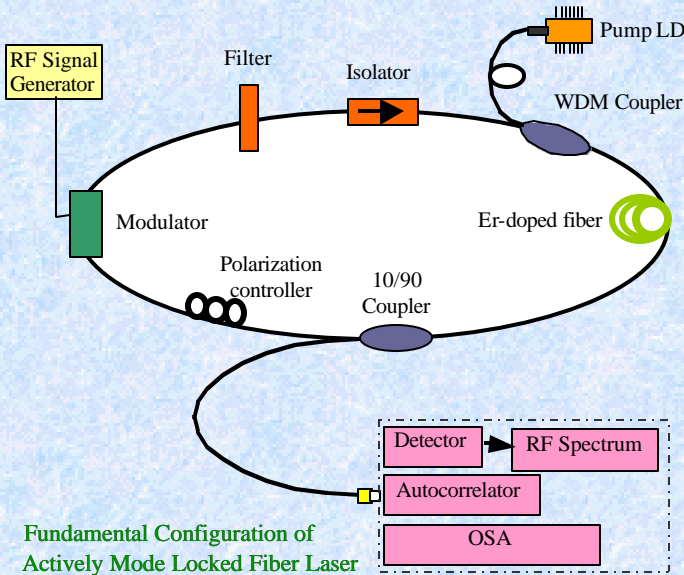 Pump LD
RF Signal
Generator
Filter
Isolator
WDM Coupler
Modulator
Er-doped fiber
Polarization
controller
10/90
Coupler
Detector
RF Spectrum
Autocorrelator
OSA
Fundamental Configuration of
Actively Mode Locked Fiber Laser